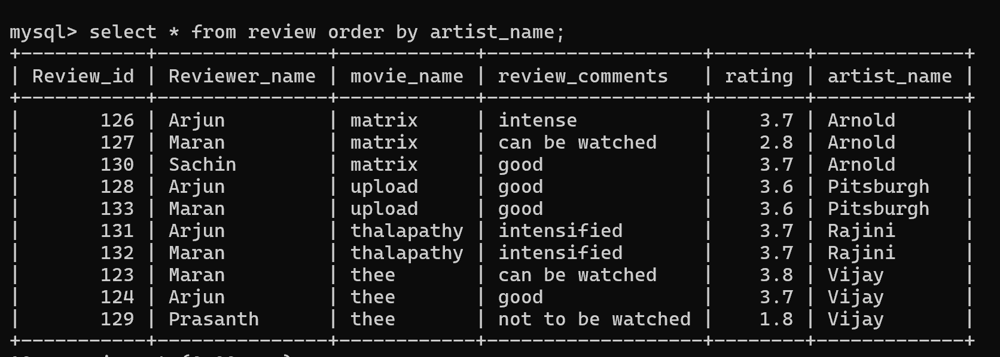 mysql> select * from review order by artist_name;
+-----------+---------------+------------+-------------------+--------+-------------+
| Review_id | Reviewer_name | movie_name | review_comments   | rating | artist_name |
+-----------+---------------+------------+-------------------+--------+-------------+
|       126 | Arjun         | matrix     | intense           |    3.7 | Arnold      |
|       127 | Maran         | matrix     | can be watched    |    2.8 | Arnold      |
|       130 | Sachin        | matrix     | good              |    3.7 | Arnold      |
|       128 | Arjun         | upload     | good              |    3.6 | Pitsburgh   |
|       133 | Maran         | upload     | good              |    3.6 | Pitsburgh   |
|       131 | Arjun         | thalapathy | intensified       |    3.7 | Rajini      |
|       132 | Maran         | thalapathy | intensified       |    3.7 | Rajini      |
|       123 | Maran         | thee       | can be watched    |    3.8 | Vijay       |
|       124 | Arjun         | thee       | good              |    3.7 | Vijay       |
|       129 | Prasanth      | thee       | not to be watched |    1.8 | Vijay       |
+-----------+---------------+------------+-------------------+--------+-------------+